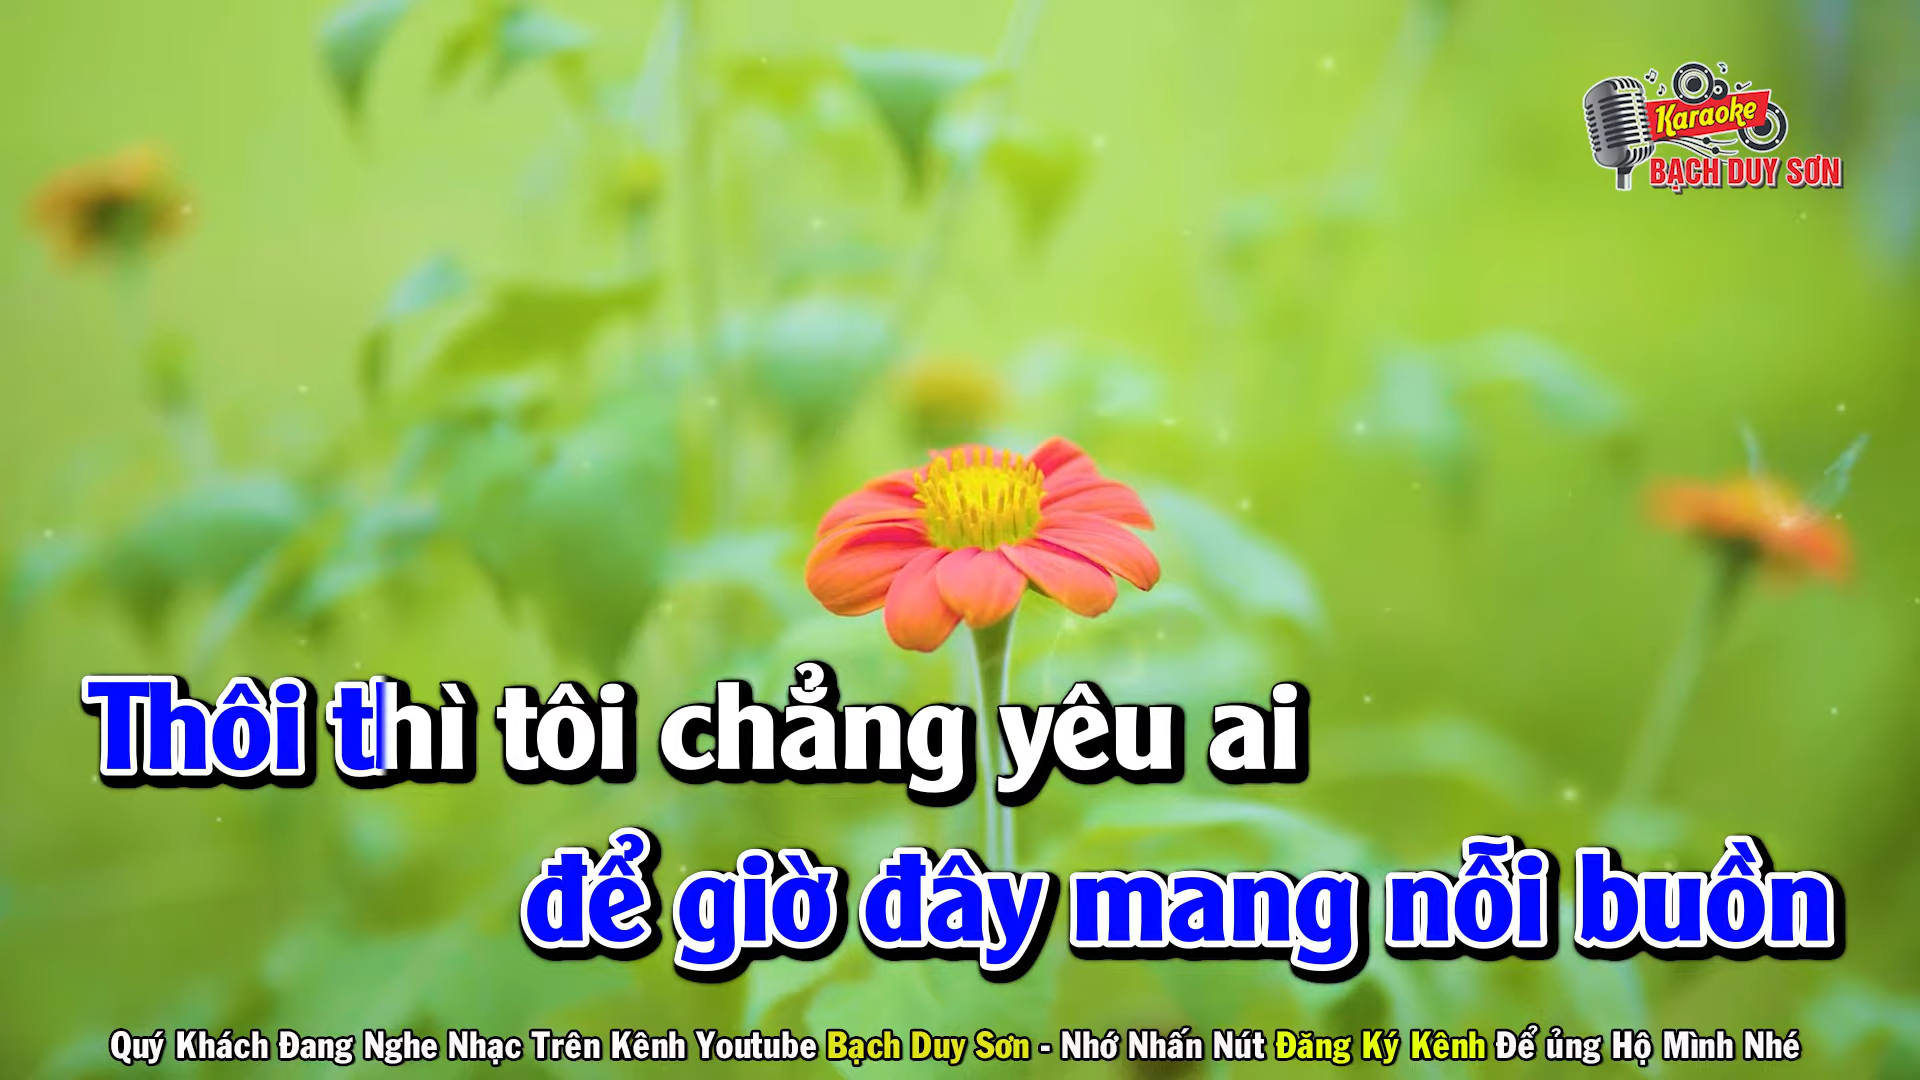 Karaoke
BẠCH DUY SƠN
Thôi thì tôi chẳng yêu ai
để giờ đây mang nỗi buồn
Quý Khách Đang Nghe Nhạc Trên Kênh Youtube Bạch Duy Sơn - Nhớ Nhấn Nút Đăng Ký Kênh Để ủng Hộ Mình Nhé